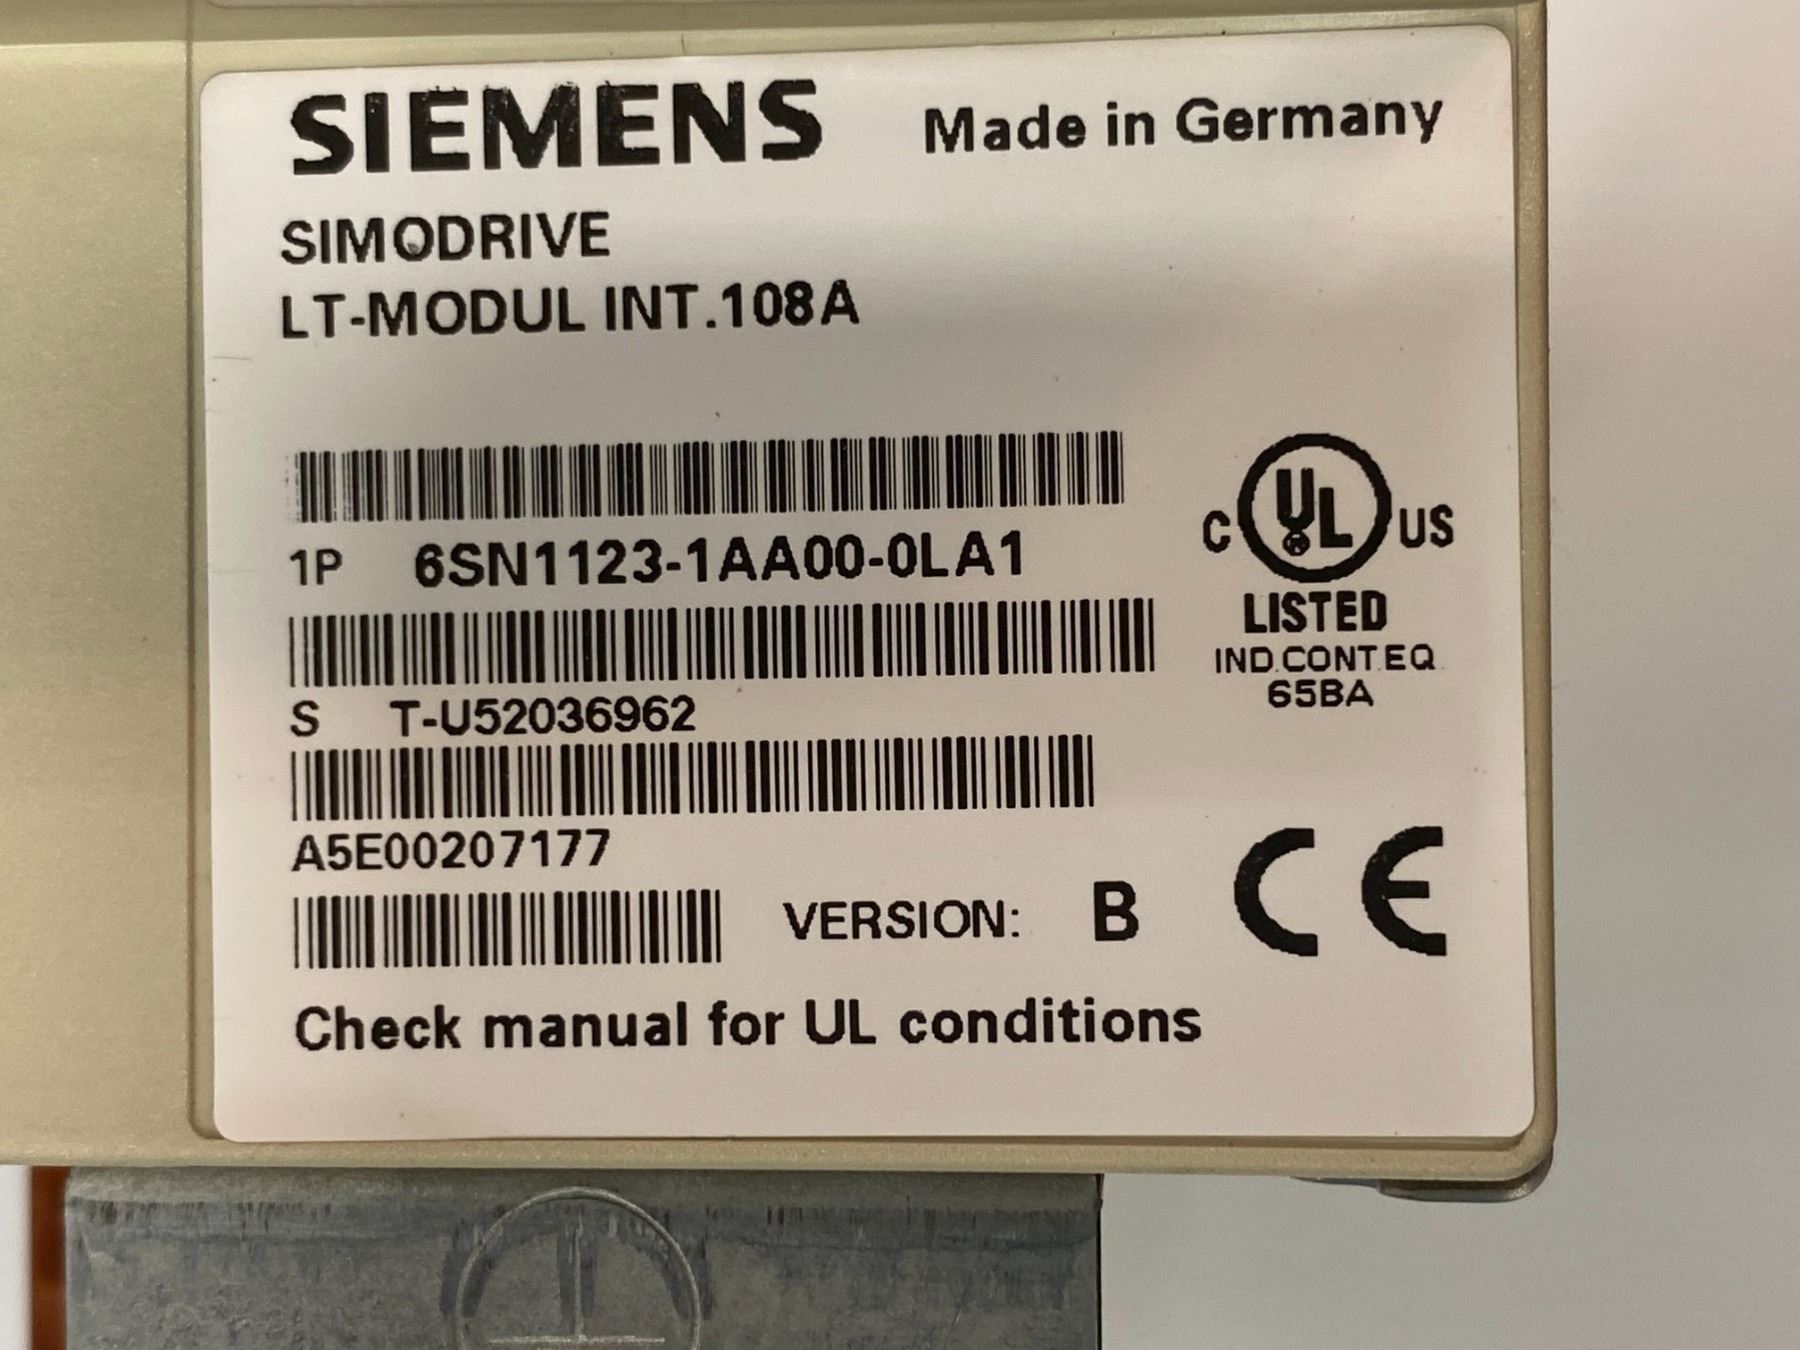 SIEMENS Made in Germany
SIMODRIVE
LT-MODUL INT.108A
1P 6SN1123-1AA00-0LA1
C UL US
LISTED
IND.CONT.EQ
65BA
S T-U52036962
A5E00207177
VERSION: B CE
Check manual for UL conditions